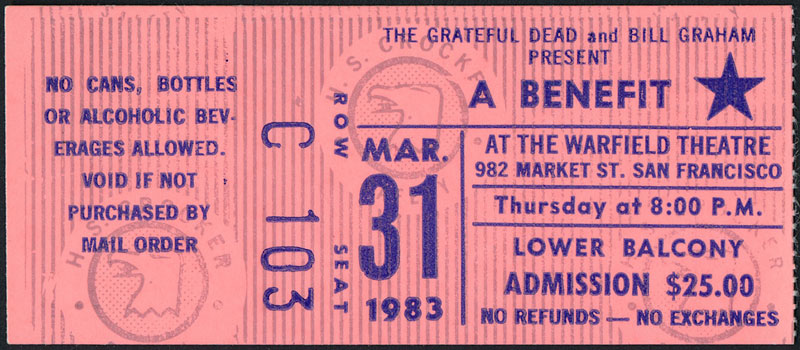 NO CANS, BOTTLES
OR ALCOHOLIC BEV-
ERAGES ALLOWED.
VOID IF NOT
PURCHASED BY
MAIL ORDER
C 103
ROW
SEAT
THE GRATEFUL DEAD and BILL GRAHAM
PRESENT
A BENEFIT
MAR.
31
1983
AT THE WARFIELD THEATRE
982 MARKET ST. SAN FRANCISCO
Thursday at 8:00 P.M.
LOWER BALCONY
ADMISSION $25.00
NO REFUNDS — NO EXCHANGES
H.S. CROCKER
H.S. CROCKER